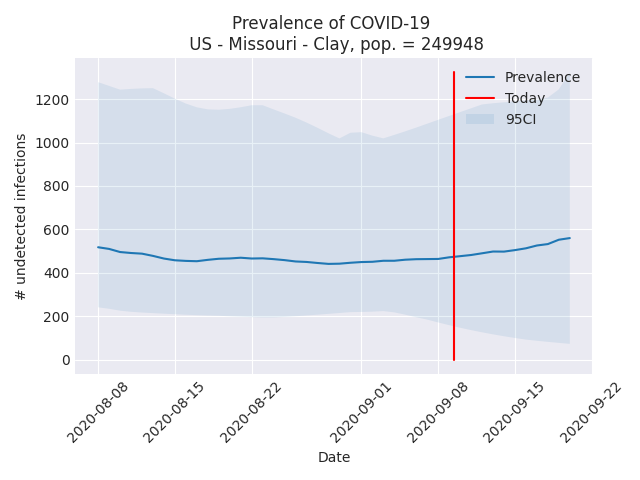 Prevalence of COVID-19
US - Missouri - Clay, pop. = 249948
Prevalence
Today
95CI
1200
1000
800
600
400
200
0
# undetected infections
2020-08-08
2020-08-15
2020-08-22
2020-09-01
2020-09-08
2020-09-15
2020-09-22
Date